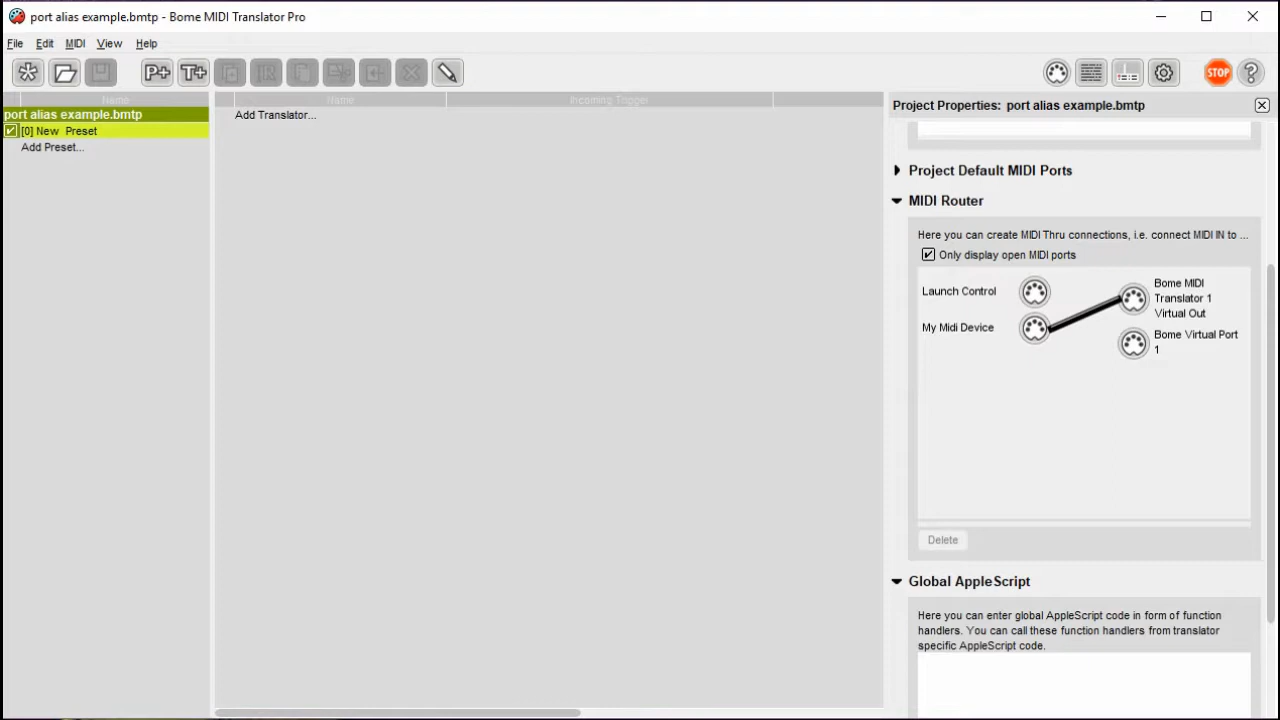 port alias example.bmtp - Bome MIDI Translator Pro
File Edit MIDI View Help
P+ T+ STOP ?
Name Name Incoming Trigger
port alias example.bmtp
[0] New Preset
Add Preset...
Add Translator...
Project Properties: port alias example.bmtp
Project Default MIDI Ports
MIDI Router
Here you can create MIDI Thru connections, i.e. connect MIDI IN to ...
Only display open MIDI ports
Launch Control
My Midi Device
Bome MIDI
Translator 1
Virtual Out
Bome Virtual Port
1
Delete
Global AppleScript
Here you can enter global AppleScript code in form of function
handlers. You can call these function handlers from translator
specific AppleScript code.